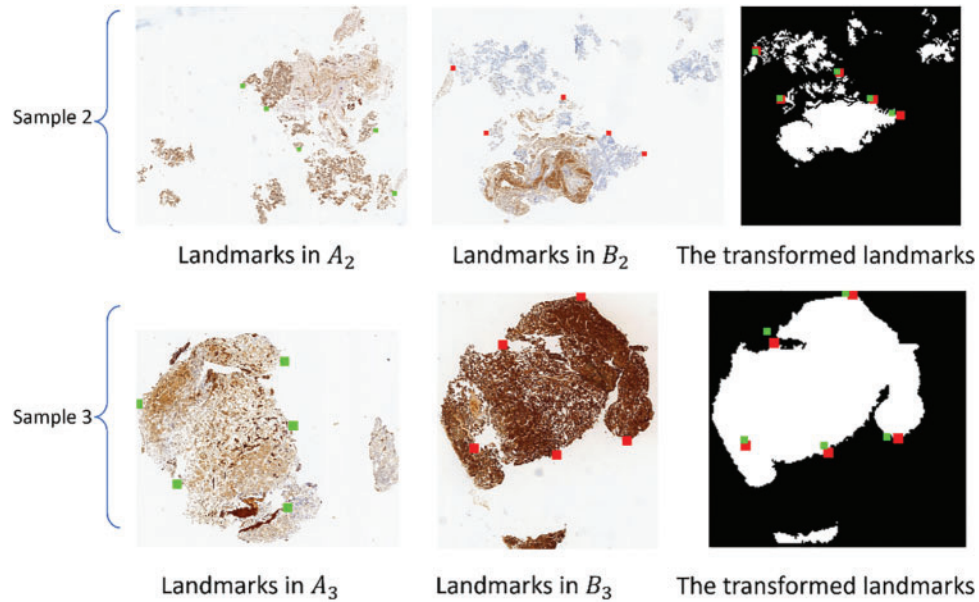 Sample 2
Landmarks in A₂
Landmarks in B₂
The transformed landmarks
Sample 3
Landmarks in A₃
Landmarks in B₃
The transformed landmarks